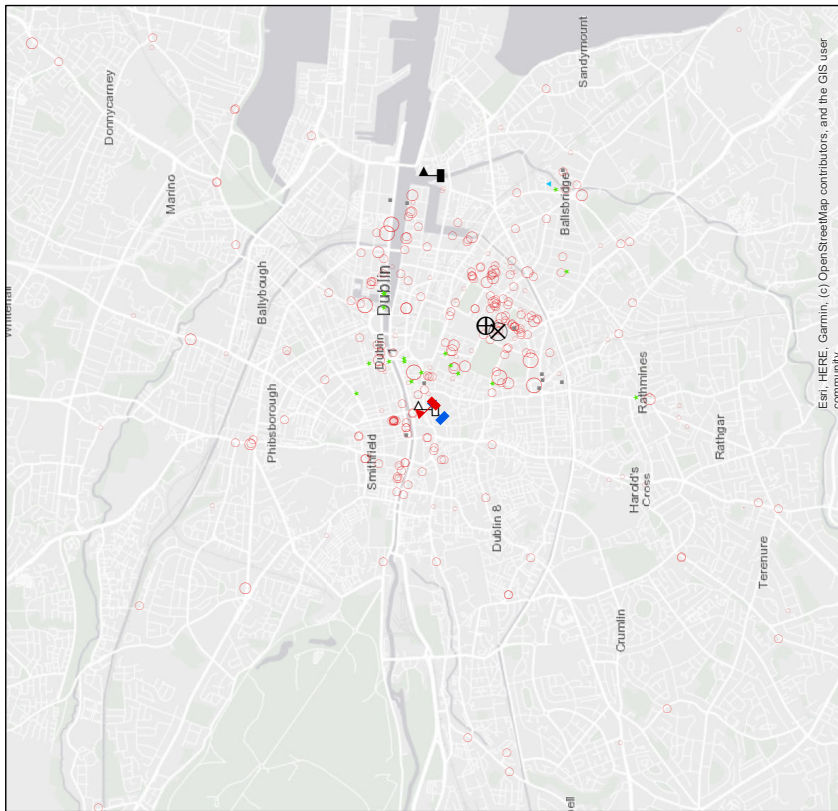 Donnycarney
Marino
Ballybough
Phibsborough
Smithfield
Dublin
Dublin
1
Dublin 8
Sandymount
Ballsbridge
Rathmines
Harold's
Cross
Rathgar
Terenure
Crumlin
Esri, HERE, Garmin, (c) OpenStreetMap contributors, and the GIS user
community